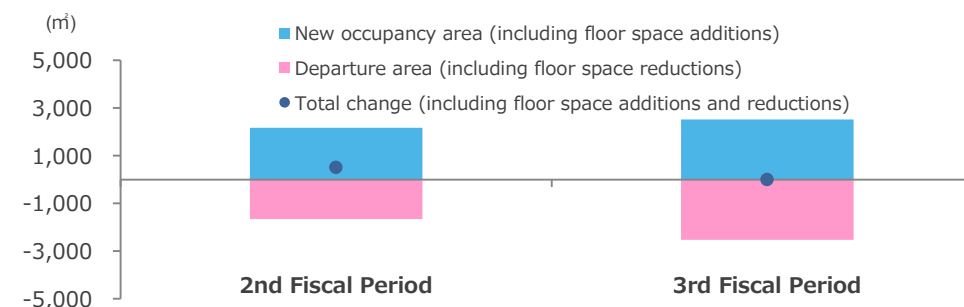 (㎡)
New occupancy area (including floor space additions)
5,000
Departure area (including floor space reductions)
3,000
Total change (including floor space additions and reductions)
1,000
-1,000
-3,000
2nd Fiscal Period
3rd Fiscal Period
-5,000